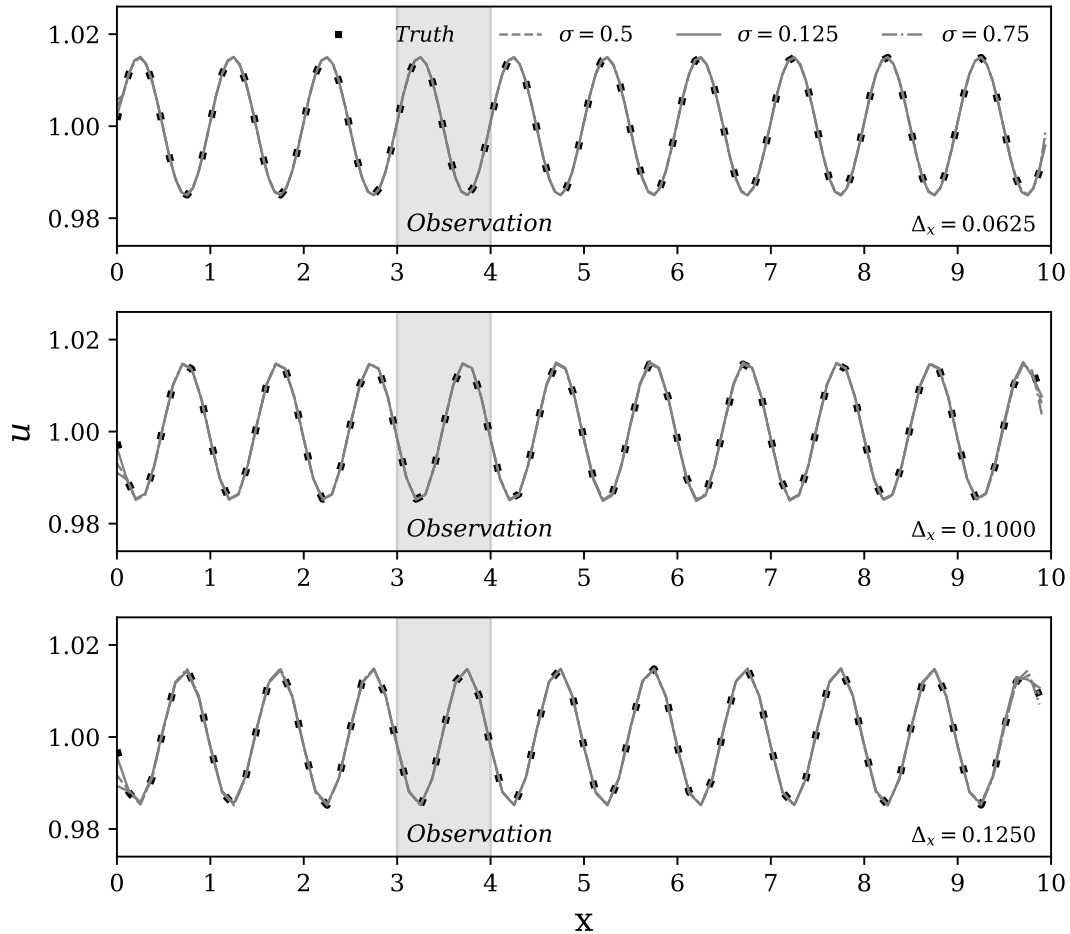 Truth σ = 0.5 σ = 0.125 σ = 0.75
1.02
1.00
0.98
Observation
Δx = 0.0625
0 1 2 3 4 5 6 7 8 9 10
u
1.02
1.00
0.98
Observation
Δx = 0.1000
0 1 2 3 4 5 6 7 8 9 10
1.02
1.00
0.98
Observation
Δx = 0.1250
0 1 2 3 4 5 6 7 8 9 10
x